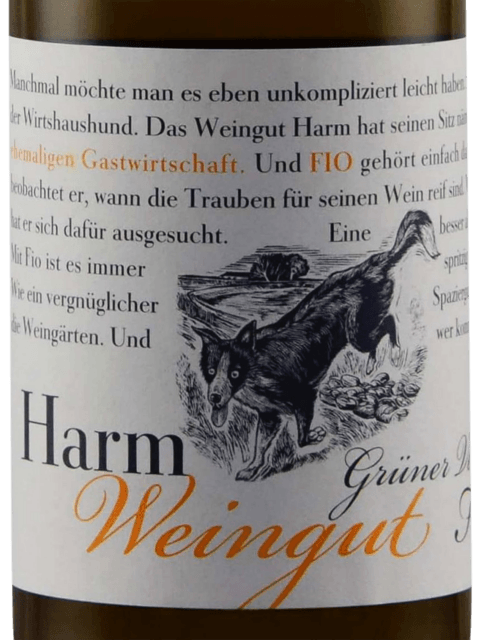 Manchmal möchte man es eben unkompliziert leicht haben.
der Wirtshaushund. Das Weingut Harm hat seinen Sitz
ehemaligen Gastwirtschaft. Und FIO gehört einfach
beobachtet er, wann die Trauben für seinen Wein reif sind.
hat er sich dafür ausgesucht. Eine besser
Mit Fio ist es immer
Wie ein vergnüglicher
die Weingärten. Und
Harm
Grüner
Weingut